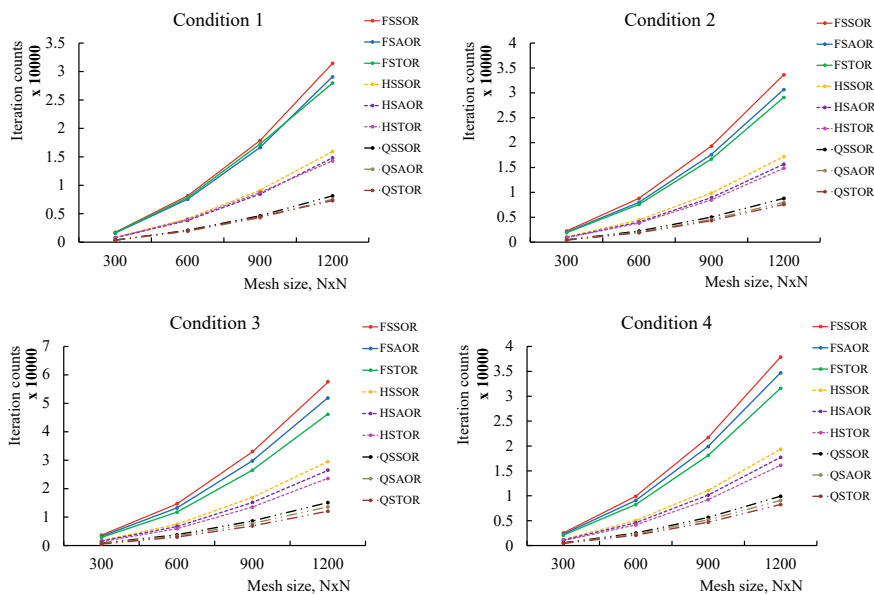 Condition 1
Iteration counts
x 10000
3.5
3
2.5
2
1.5
1
0.5
0
300
600
900
1200
Mesh size, NxN
FSSOR
FSAOR
FSTOR
HSSOR
HSAOR
HSTOR
QSSOR
QSAOR
QSTOR
Condition 2
Iteration counts
x 10000
4
3.5
3
2.5
2
1.5
1
0.5
0
300
600
900
1200
Mesh size, NxN
FSSOR
FSAOR
FSTOR
HSSOR
HSAOR
HSTOR
QSSOR
QSAOR
QSTOR
Condition 3
Iteration counts
x 10000
7
6
5
4
3
2
1
0
300
600
900
1200
Mesh size, NxN
FSSOR
FSAOR
FSTOR
HSSOR
HSAOR
HSTOR
QSSOR
QSAOR
QSTOR
Condition 4
Iteration counts
x 10000
4
3.5
3
2.5
2
1.5
1
0.5
0
300
600
900
1200
Mesh size, NxN
FSSOR
FSAOR
FSTOR
HSSOR
HSAOR
HSTOR
QSSOR
QSAOR
QSTOR